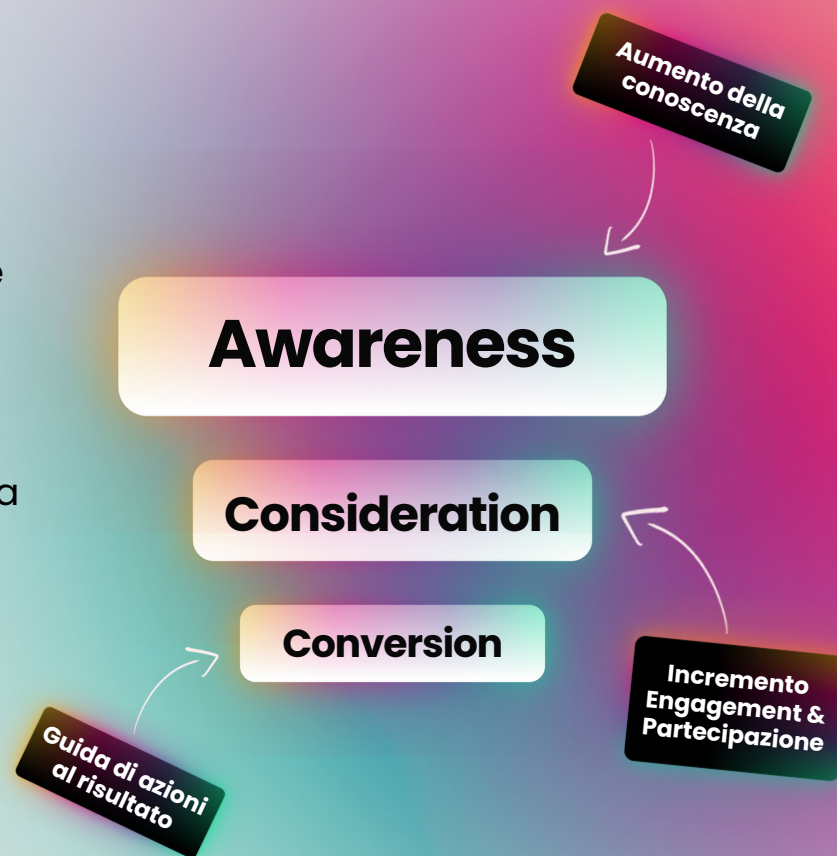 Aumento della
conoscenza
e
Awareness
a
Consideration
Conversion
Incremento
Engagement &
Partecipazione
Guida di azioni
al risultato